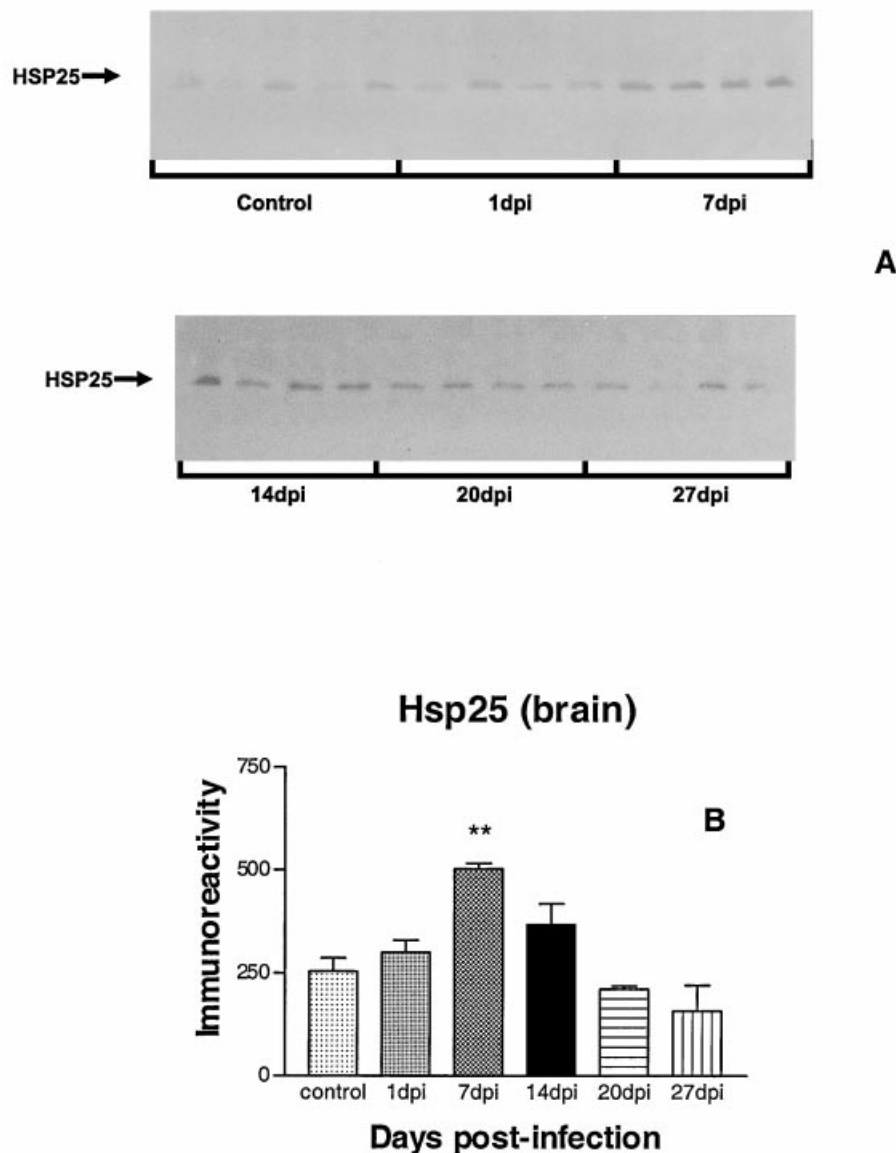 HSP25
Control 1dpi 7dpi
A
HSP25
14dpi 20dpi 27dpi
Hsp25 (brain)
750
500
250
0
Immunoreactivity
**
B
control 1dpi 7dpi 14dpi 20dpi 27dpi
Days post-infection